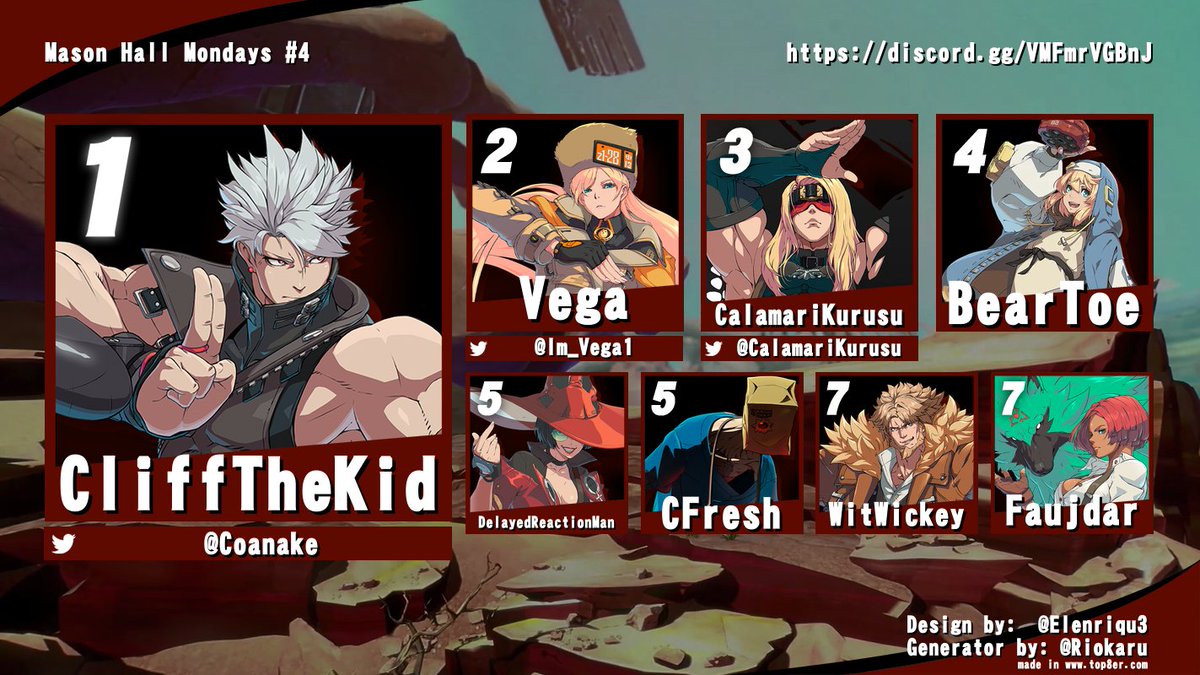 Mason Hall Mondays #4
https://discord.gg/VMFmrVGBnJ
1
CliffTheKid
@Coanake
2
Vega
@Im_Vega1
3
CalamariKurusu
@CalamariKurusu
4
BearToe
5
DelayedReactionMan
5
CFresh
7
WitWickey
7
Faujdar
Design by: @Elenriqu3
Generator by: @Riokaru
made in www.top8er.com